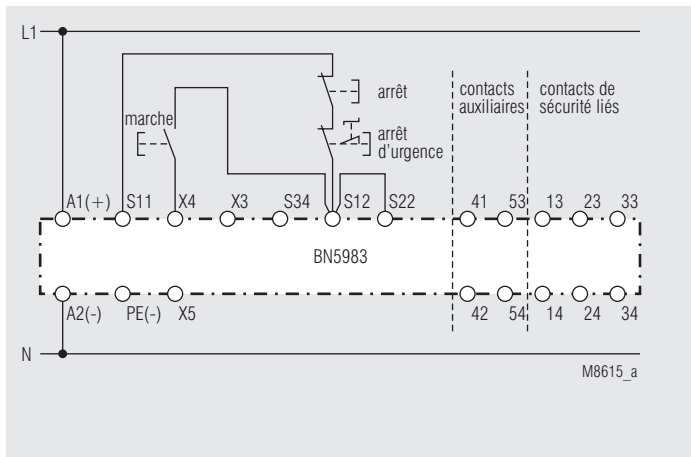 L1
arrêt
contacts auxiliaires
contacts de sécurité liés
marche
arrêt d'urgence
A1(+) S11 X4 X3 S34 S12 S22 41 53 13 23 33
BN5983
A2(-) PE(-) X5 42 54 14 24 34
N
M8615_a